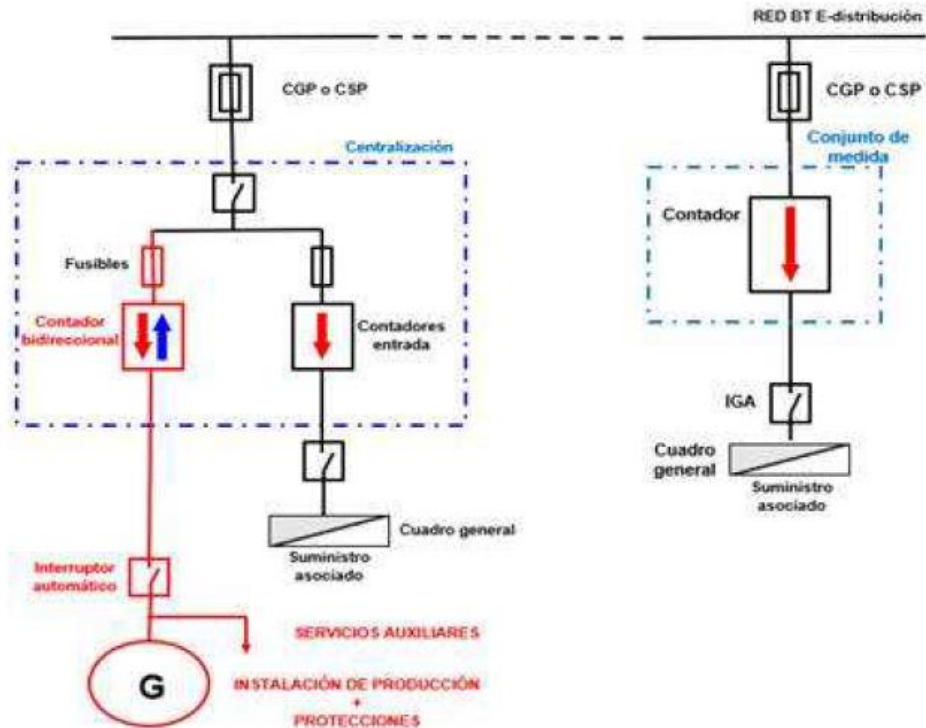 RED BT E-distribución
CGP o CSP
CGP o CSP
Centralización
Conjunto de
medida
Contador
Fusibles
Contador
bidireccional
Contadores
entrada
IGA
Cuadro
general
Suministro
asociado
Cuadro general
Suministro
asociado
Interruptor
automático
SERVICIOS AUXILIARES
G
INSTALACIÓN DE PRODUCCIÓN
+
PROTECCIONES